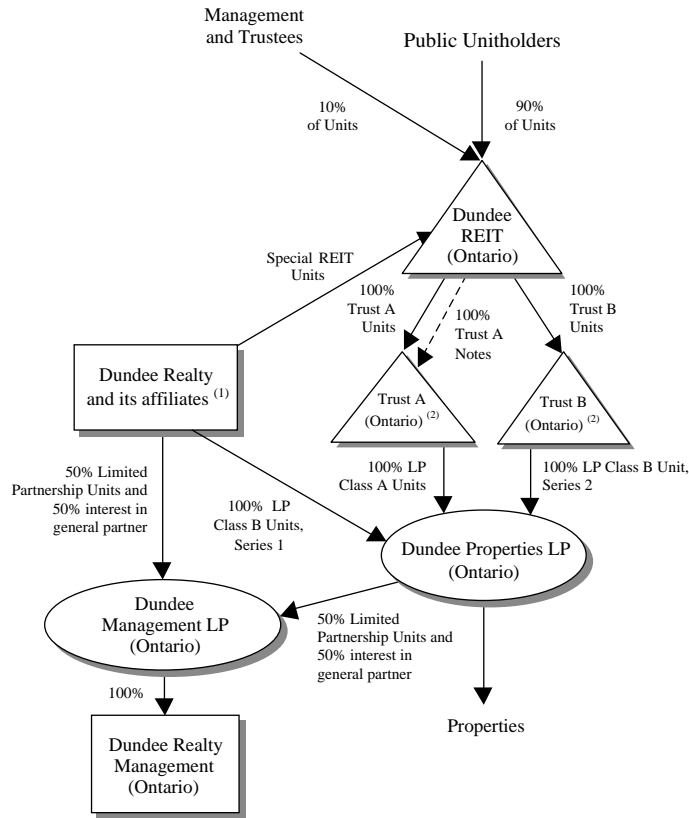 Management
and Trustees
Public Unitholders
10%
of Units
90%
of Units
Dundee
REIT
(Ontario)
Special REIT
Units
100%
Trust A
Units
100%
Trust A
Notes
100%
Trust B
Units
Dundee Realty
and its affiliates (1)
Trust A
(Ontario) (2)
Trust B
(Ontario) (2)
50% Limited
Partnership Units and
50% interest in
general partner
100% LP
Class B Units,
Series 1
100% LP
Class A Units
100% LP Class B Unit,
Series 2
Dundee Properties LP
(Ontario)
Dundee
Management LP
(Ontario)
50% Limited
Partnership Units and
50% interest in
general partner
100%
Properties
Dundee Realty
Management
(Ontario)